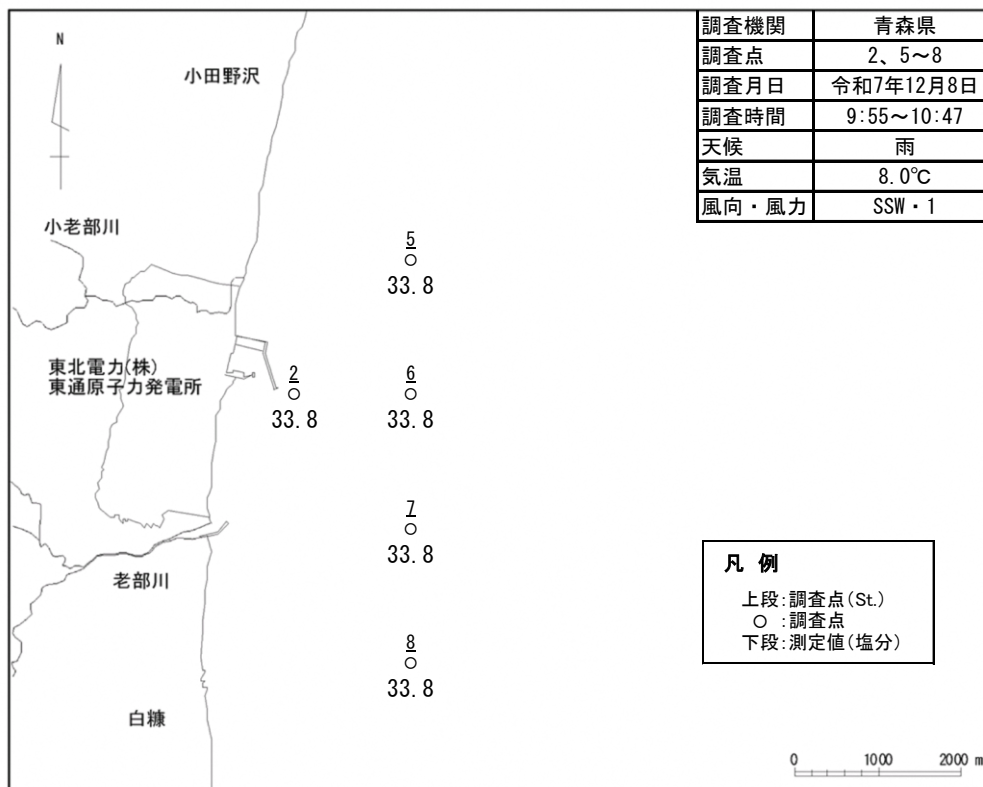 調査機関 青森県
調査点 2、5～8
調査月日 令和7年12月8日
調査時間 9:55～10:47
天候 雨
気温 8.0℃
風向・風力 SSW・1
N
小田野沢
小老部川
5
33.8
東北電力(株)
東通原子力発電所
2
33.8
6
33.8
7
33.8
老部川
8
33.8
白糠
凡 例
上段:調査点(St.)
○ :調査点
下段:測定値(塩分)
0 1000 2000 m